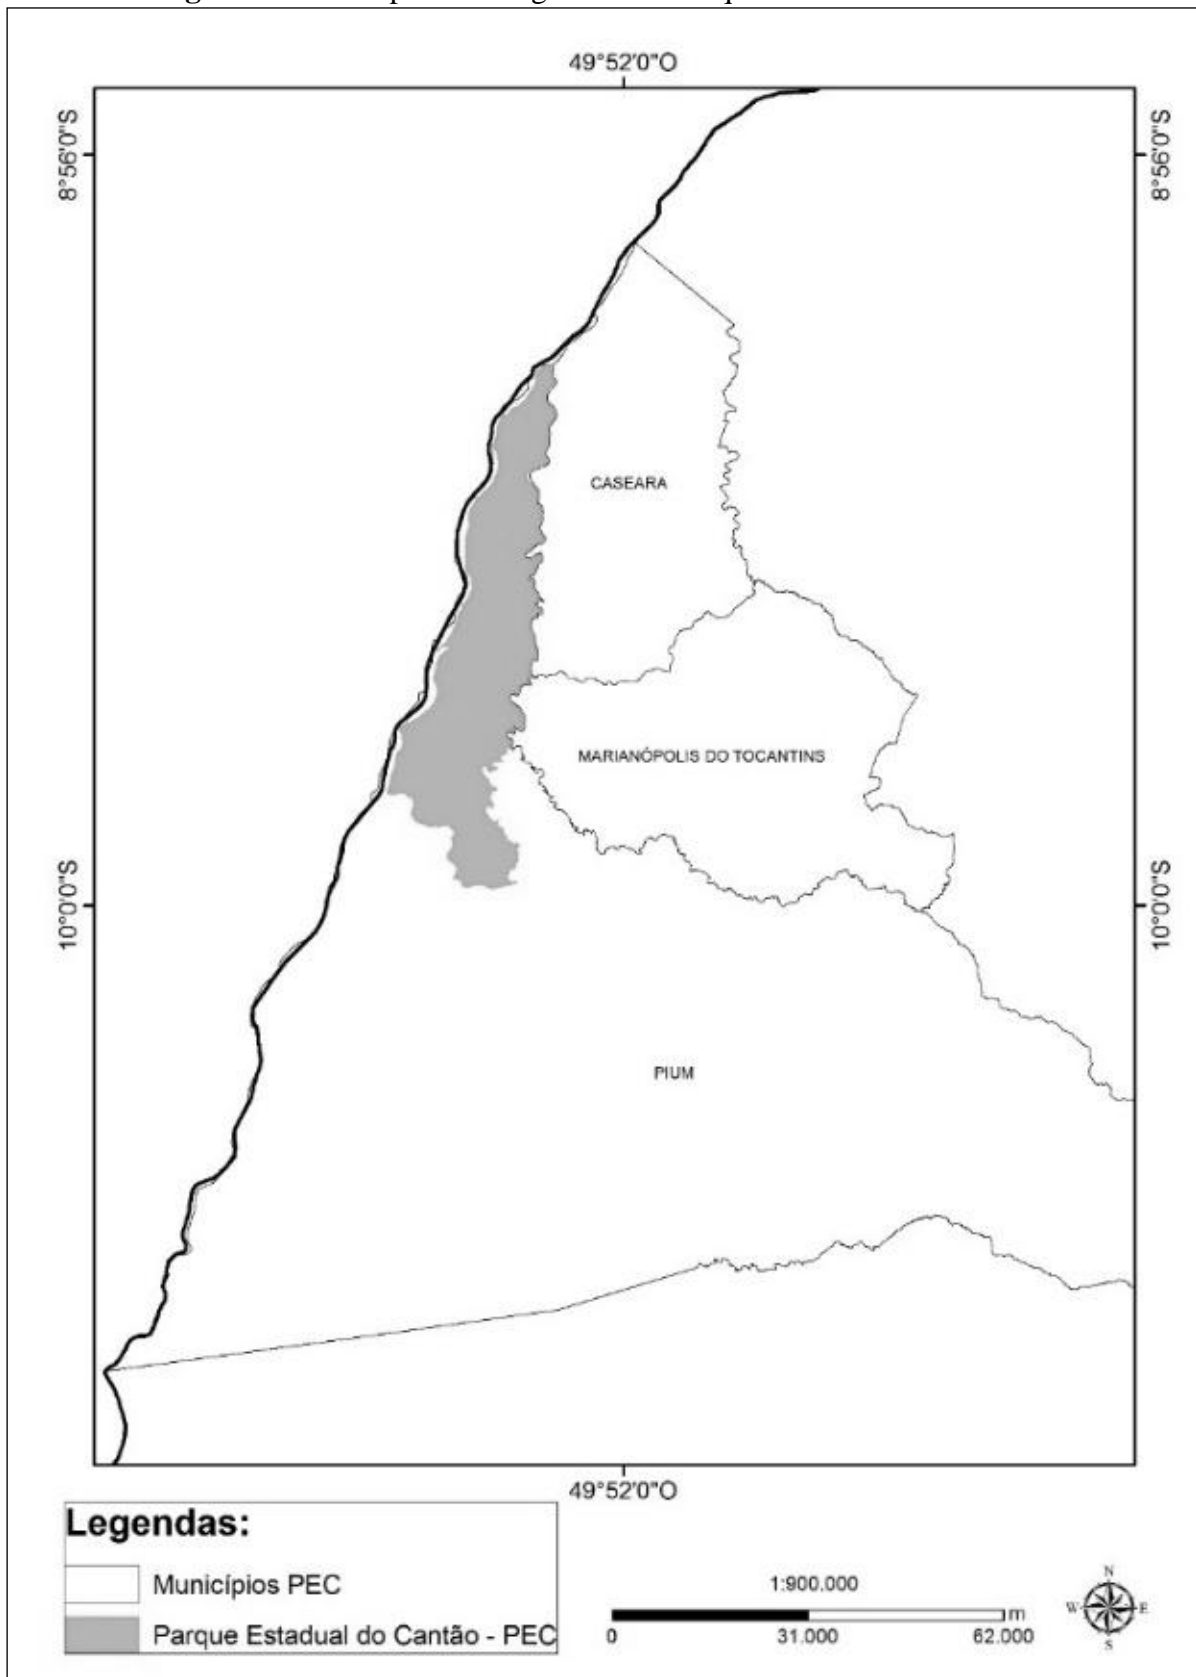 49°52'0"O
8°56'0"S
8°56'0"S
CASEARA
MARIANÓPOLIS DO TOCANTINS
10°0'0"S
10°0'0"S
PIUM
49°52'0"O
Legendas:
Municípios PEC
Parque Estadual do Cantão - PEC
1:900.000
m
0 31.000 62.000
N
W E
S